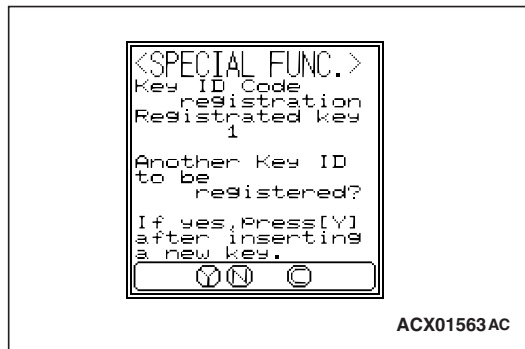 <SPECIAL FUNC.>
Key ID Code
registration
Registrated key
1
Another Key ID
to be
registered?
If yes,Press[Y]
after inserting
a new key.
Y N C
ACX01563AC